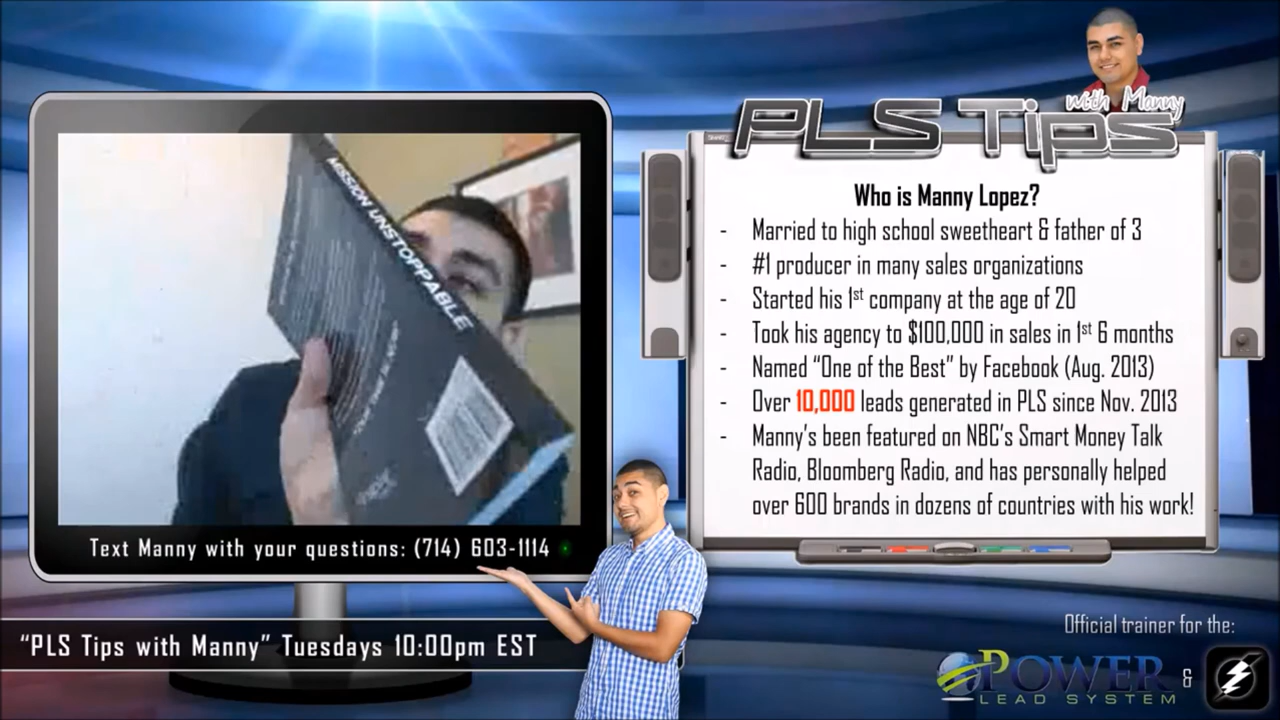 with Manny
PLS Tips
MISSION UNSTOPPABLE
Who is Manny Lopez?
- Married to high school sweetheart & father of 3
- #1 producer in many sales organizations
- Started his 1st company at the age of 20
- Took his agency to $100,000 in sales in 1st 6 months
- Named “One of the Best” by Facebook (Aug. 2013)
- Over 10,000 leads generated in PLS since Nov. 2013
- Manny’s been featured on NBC’s Smart Money Talk
Radio, Bloomberg Radio, and has personally helped
over 600 brands in dozens of countries with his work!
Text Manny with your questions: (714) 603-1114
“PLS Tips with Manny” Tuesdays 10:00pm EST
Official trainer for the:
POWER
LEAD SYSTEM
&